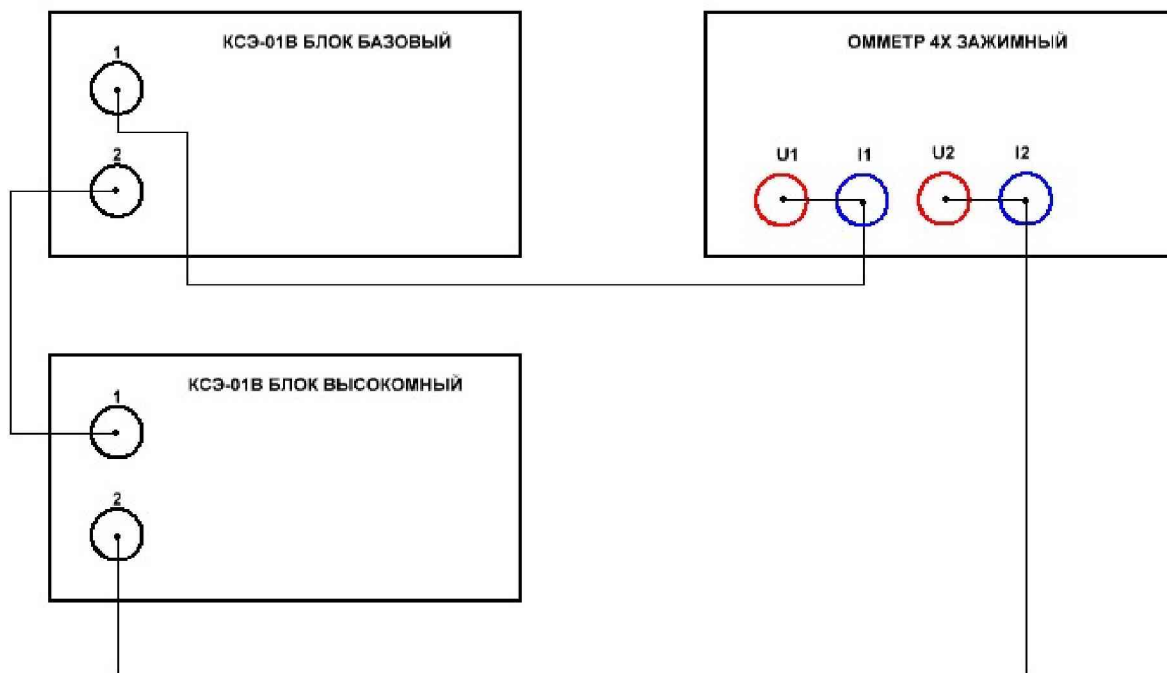 КСЭ-01В БЛОК БАЗОВЫЙ
1
2
ОММЕТР 4Х ЗАЖИМНЫЙ
U1 I1 U2 I2
КСЭ-01В БЛОК ВЫСОКОМНЫЙ
1
2